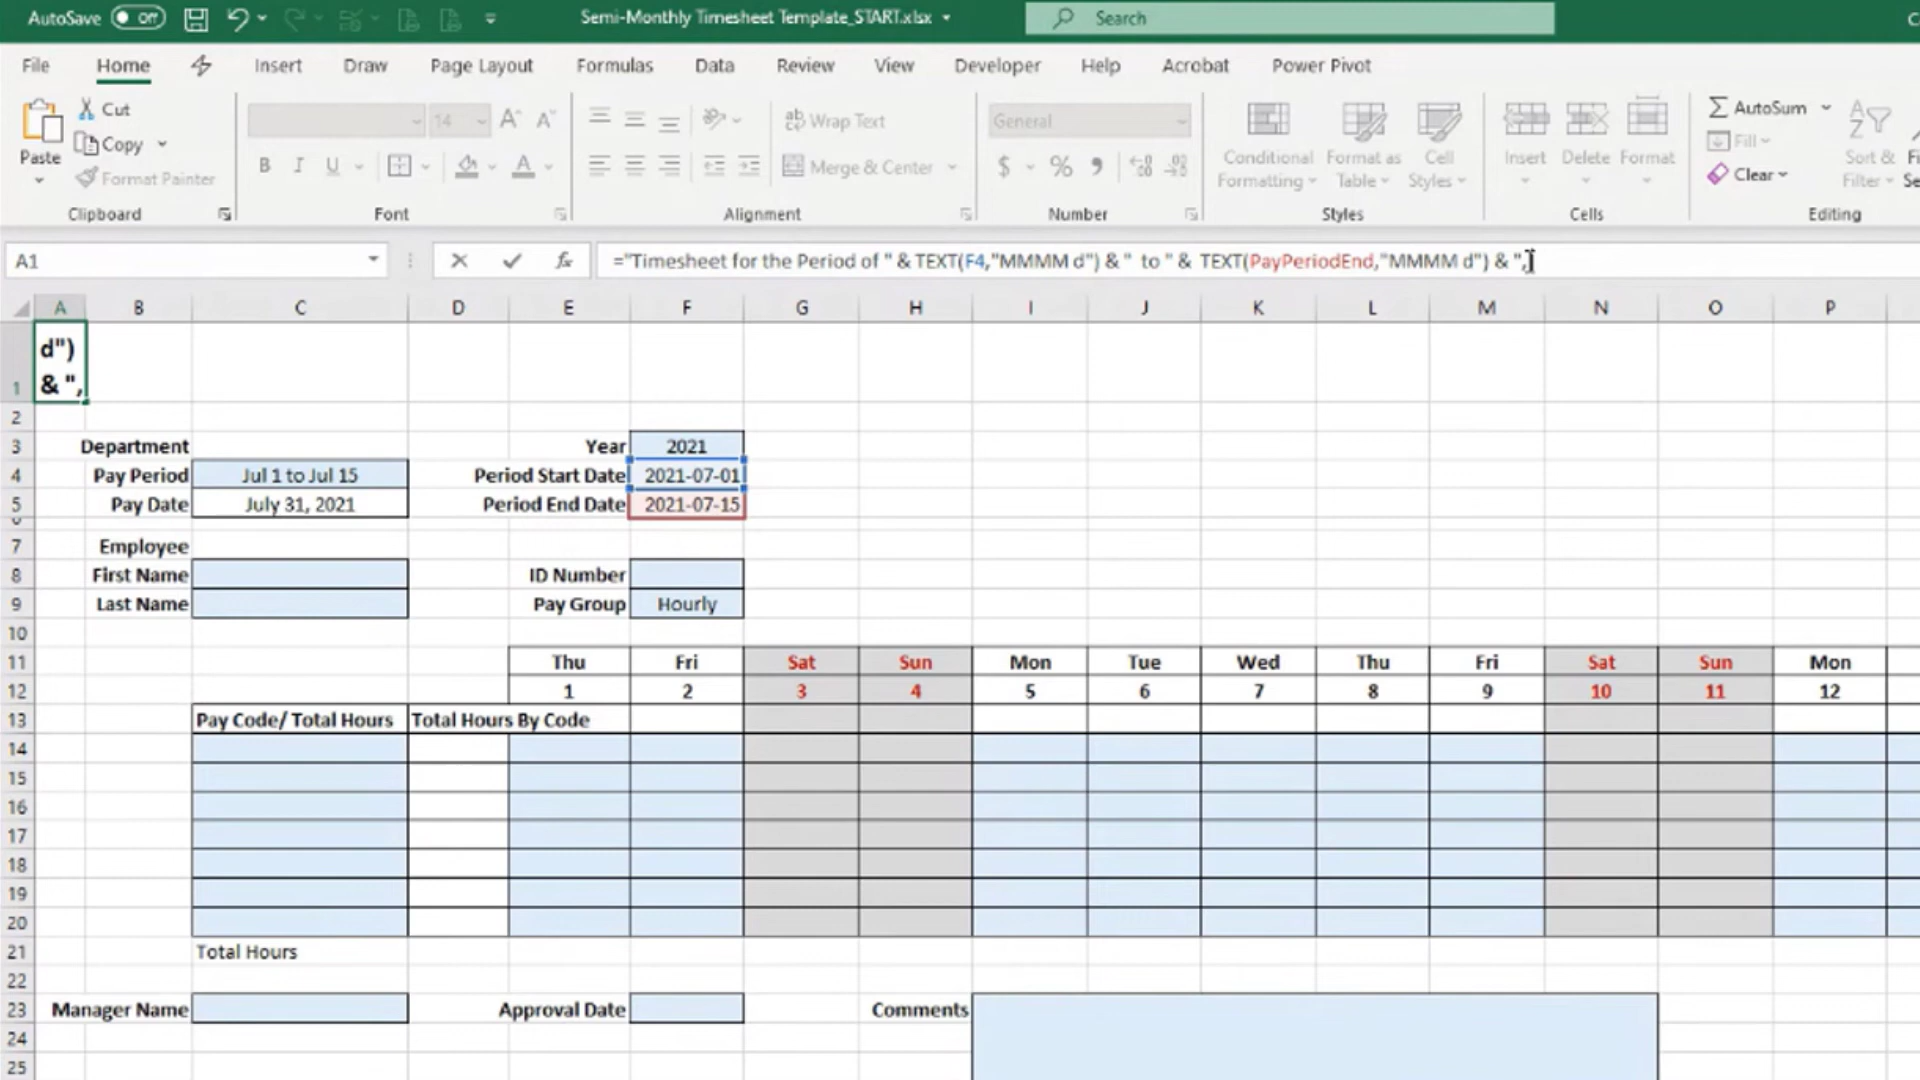 AutoSave Off Semi-Monthly Timesheet Template_START.xlsx Search
File Home Insert Draw Page Layout Formulas Data Review View Developer Help Acrobat Power Pivot
Paste Cut Copy Format Painter Clipboard
14 A A B I U A Font
Wrap Text Merge & Center Alignment
General $ % Number
Conditional Formatting Format as Table Cell Styles Styles
Insert Delete Format Cells
AutoSum Fill Clear Sort & Filter Editing
A1 fx ="Timesheet for the Period of " & TEXT(F4,"MMMM d") & "  to " &  TEXT(PayPeriodEnd,"MMMM d") & ",
A B C D E F G H I J K L M N O P
1 d") & ",
2
3 Department Year 2021
4 Pay Period Jul 1 to Jul 15 Period Start Date 2021-07-01
5 Pay Date July 31, 2021 Period End Date 2021-07-15
7 Employee
8 First Name ID Number
9 Last Name Pay Group Hourly
10
11 Thu Fri Sat Sun Mon Tue Wed Thu Fri Sat Sun Mon
12 1 2 3 4 5 6 7 8 9 10 11 12
13 Pay Code/ Total Hours Total Hours By Code
14
15
16
17
18
19
20
21 Total Hours
22
23 Manager Name Approval Date Comments
24
25